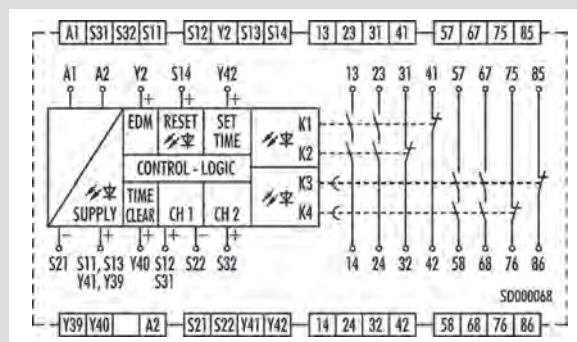 A1 S31 S32 S11 S12 Y2 S13 S14 13 23 31 41 57 67 75 85
A1 A2 Y2 S14 Y42 13 23 31 41 57 67 75 85
+ + +
EDM RESET SET TIME K1
K2
CONTROL - LOGIC
K3
SUPPLY TIME CLEAR CH 1 CH 2 K4
− + + + − +
S21 S11, S13 Y40 S12 S22 S32 14 24 32 42 58 68 76 86
Y41, Y39 S31
SD000068
Y39 Y40 A2 S21 S22 Y41 Y42 14 24 32 42 58 68 76 86